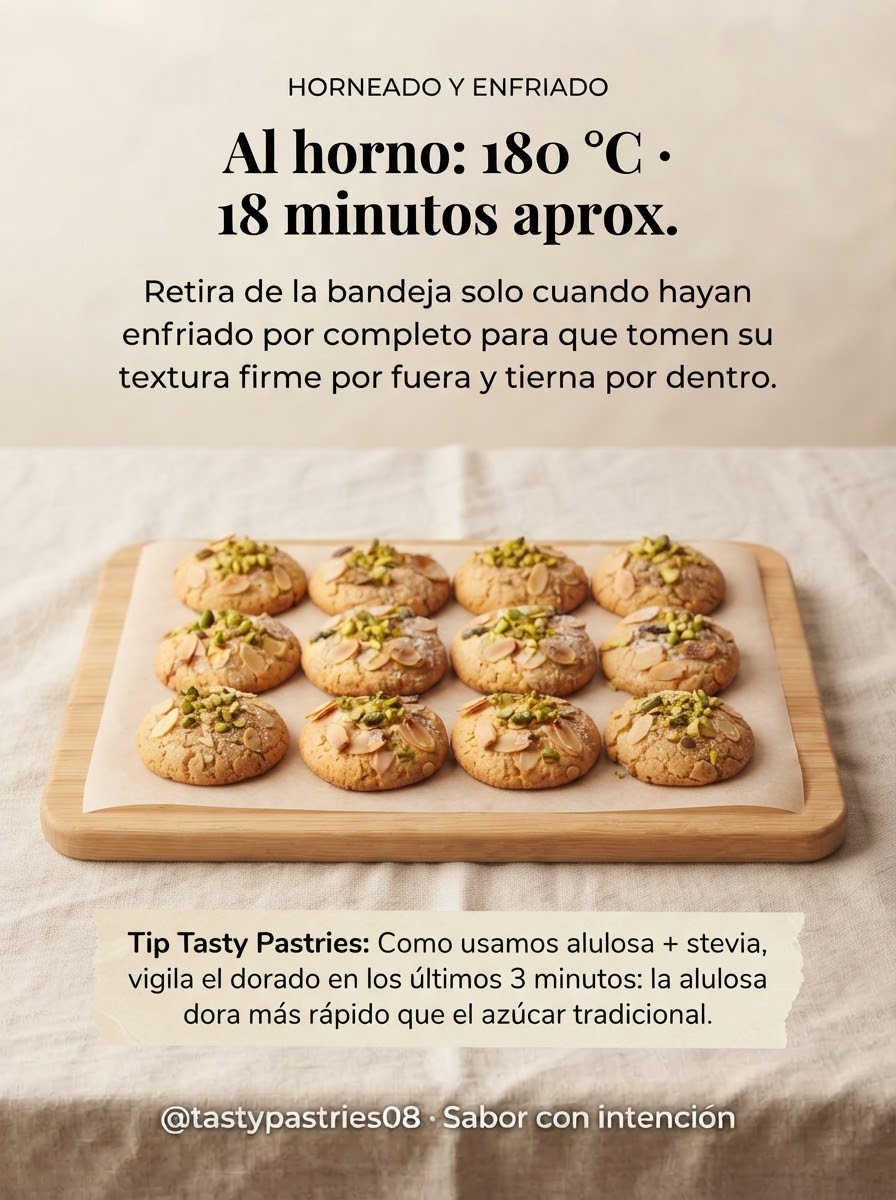 HORNEADO Y ENFRIADO
Al horno: 180 °C ·
18 minutos aprox.
Retira de la bandeja solo cuando hayan
enfriado por completo para que tomen su
textura firme por fuera y tierna por dentro.
Tip Tasty Pastries: Como usamos alulosa + stevia,
vigila el dorado en los últimos 3 minutos: la alulosa
dora más rápido que el azúcar tradicional.
@tastypastries08 · Sabor con intención